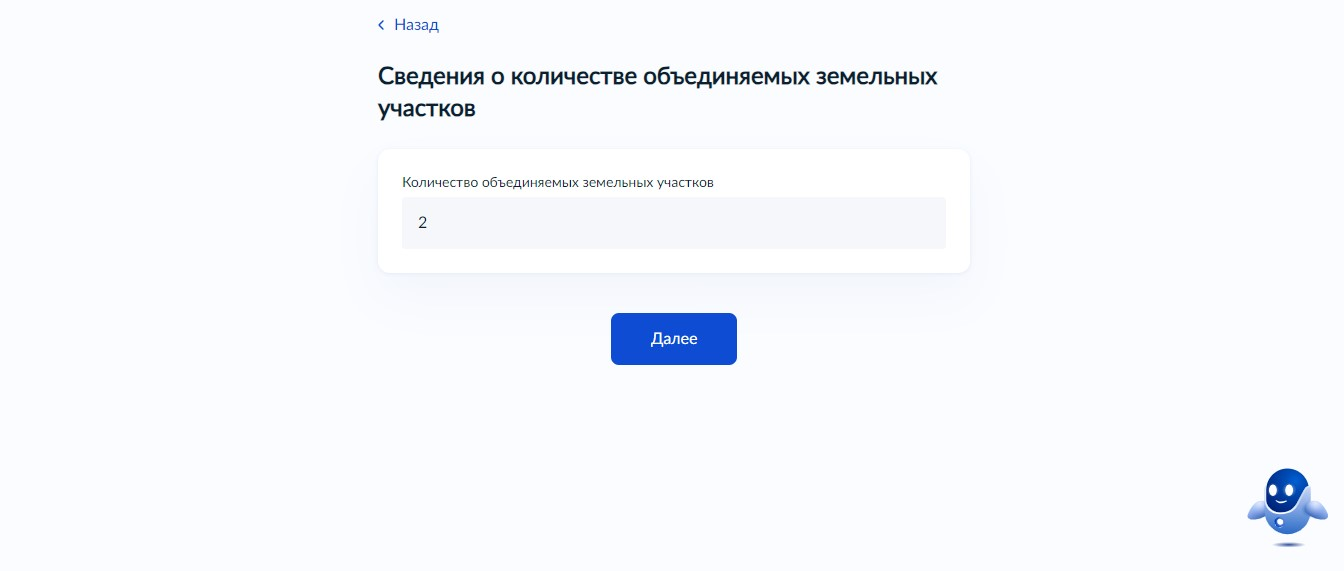 Назад
Сведения о количестве объединяемых земельных
участков
Количество объединяемых земельных участков
2
Далее